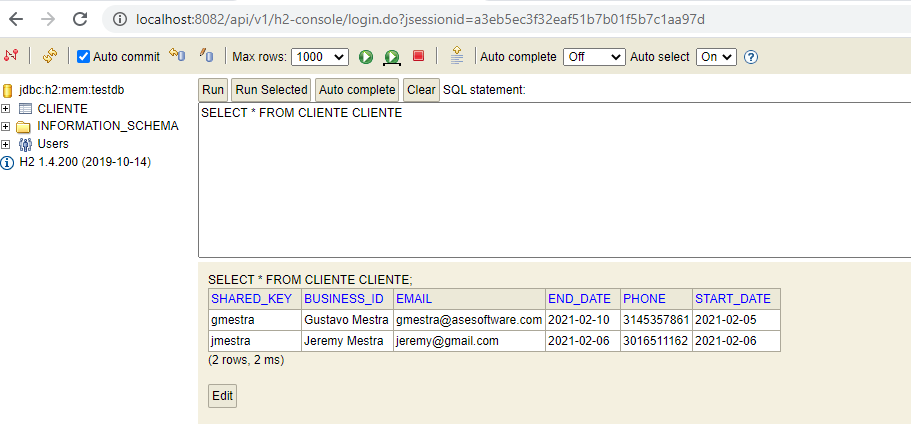 localhost:8082/api/v1/h2-console/login.do?jsessionid=a3eb5ec3f32eaf51b7b01f5b7c1aa97d
Auto commit Max rows: 1000 Auto complete Off Auto select On ?
jdbc:h2:mem:testdb
CLIENTE
INFORMATION_SCHEMA
Users
H2 1.4.200 (2019-10-14)
Run Run Selected Auto complete Clear SQL statement:
SELECT * FROM CLIENTE CLIENTE
SELECT * FROM CLIENTE CLIENTE;
SHARED_KEY BUSINESS_ID EMAIL END_DATE PHONE START_DATE
gmestra Gustavo Mestra gmestra@asesoftware.com 2021-02-10 3145357861 2021-02-05
jmestra Jeremy Mestra jeremy@gmail.com 2021-02-06 3016511162 2021-02-06
(2 rows, 2 ms)
Edit